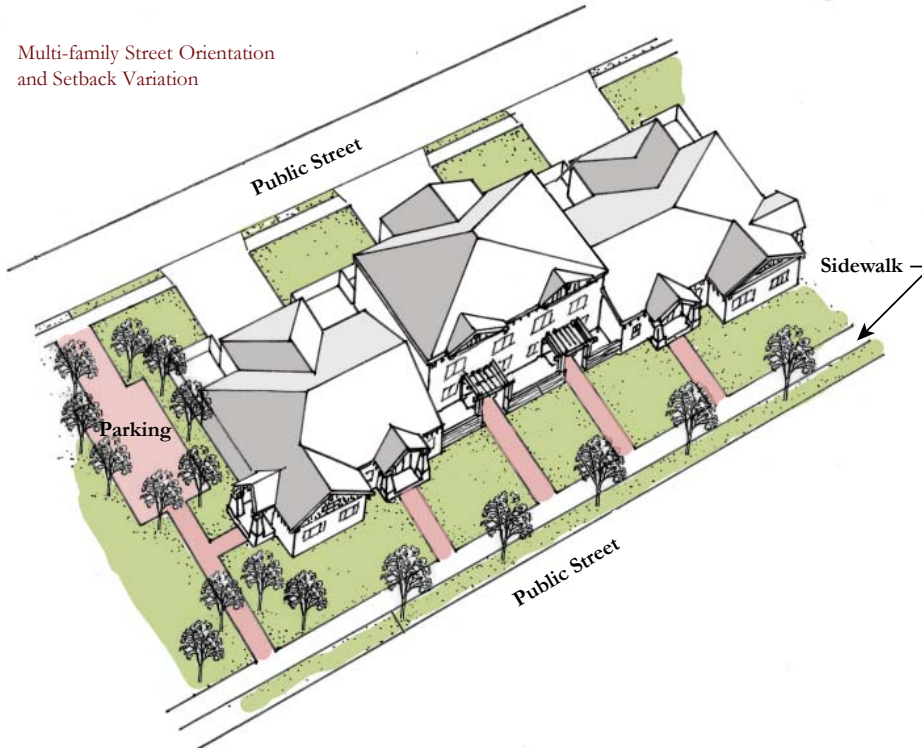 Multi-family Street Orientation
and Setback Variation
Public Street
Sidewalk
Parking
Public Street